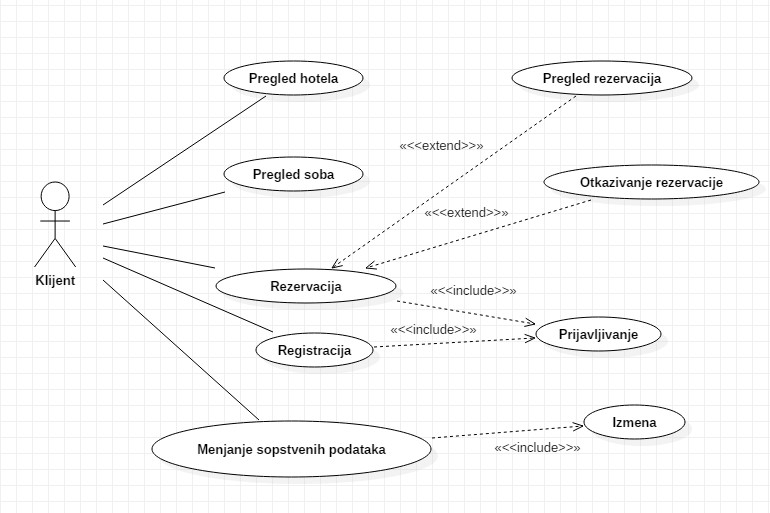 Pregled hotela
Pregled rezervacija
«<<extend>>»
Pregled soba
Otkazivanje rezervacije
«<<extend>>»
Klijent
Rezervacija
«<<include>>»
«<<include>>»
Prijavljivanje
Registracija
Izmena
Menjanje sopstvenih podataka
«<<include>>»